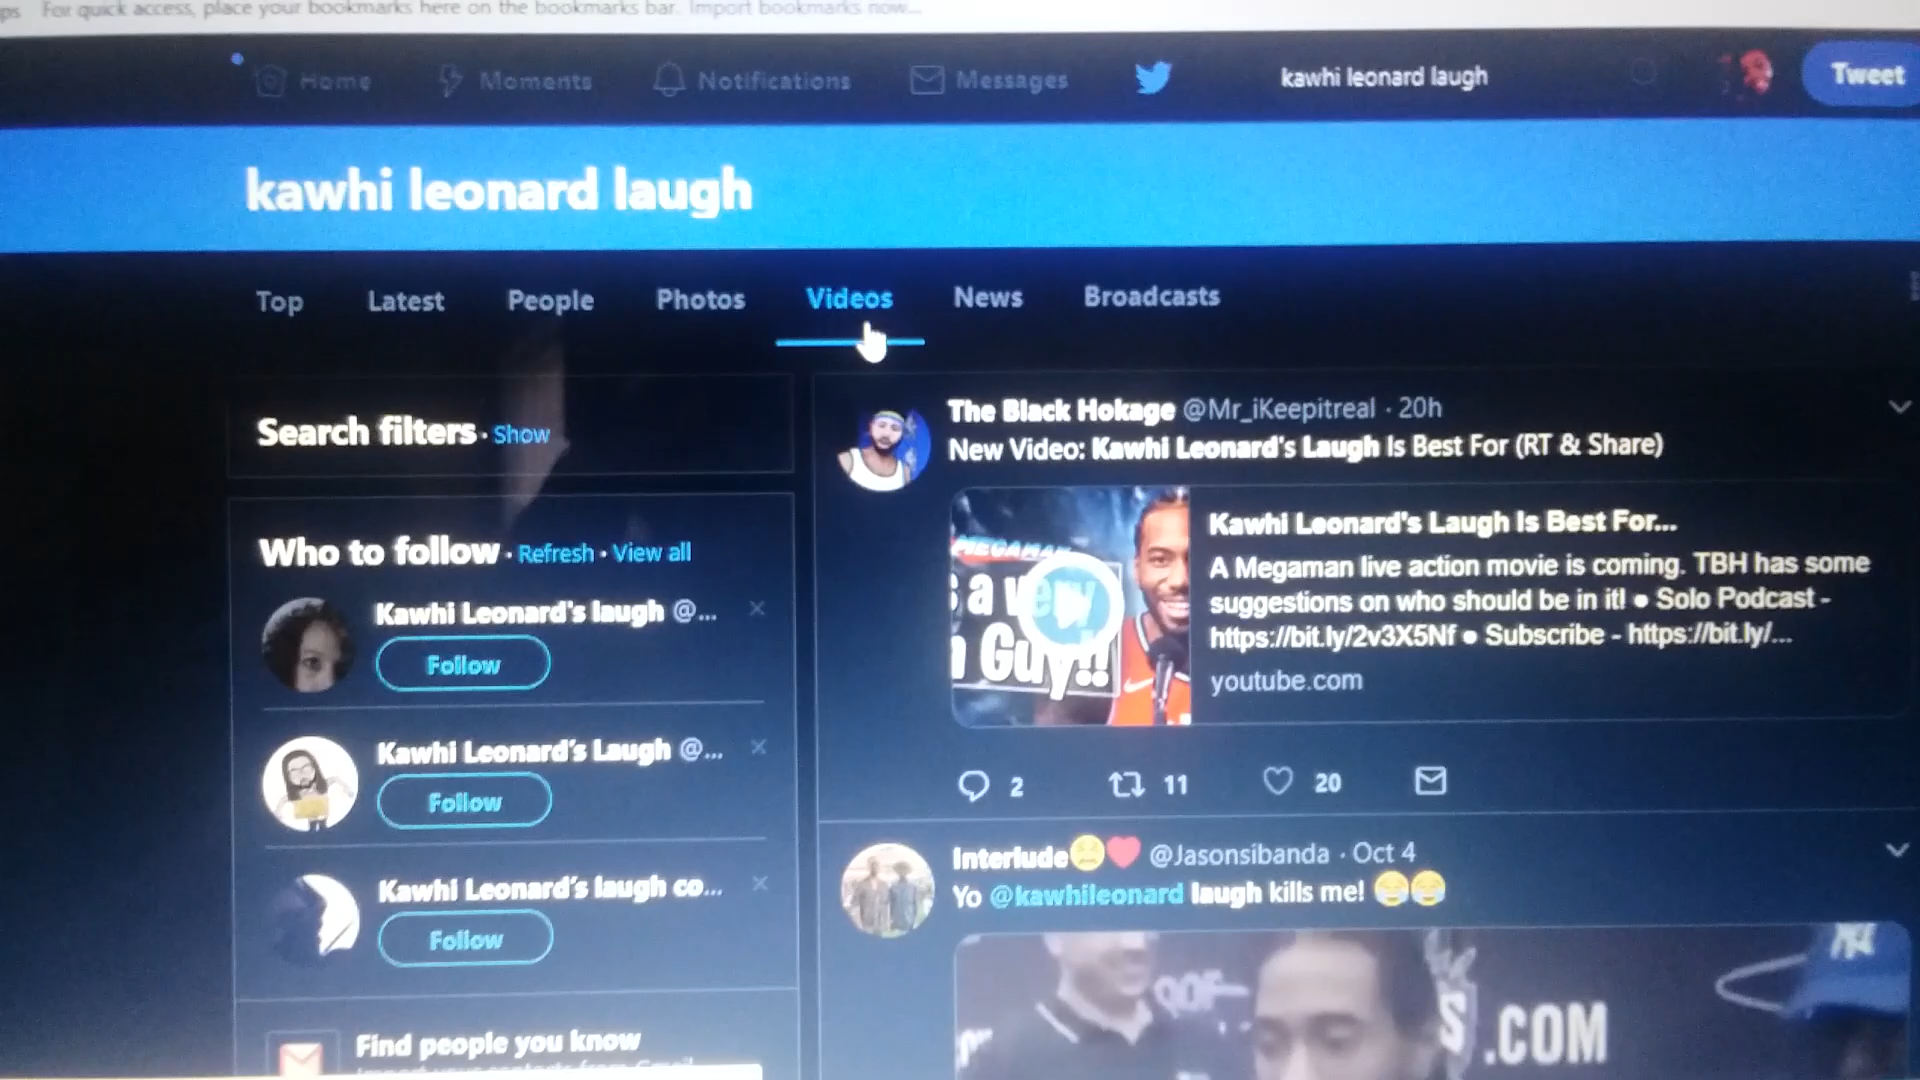 For quick access, place your bookmarks here on the bookmarks bar. Import bookmarks now...
Home Moments Notifications Messages kawhi leonard laugh Tweet
kawhi leonard laugh
Top Latest People Photos Videos News Broadcasts
Search filters · Show
Who to follow · Refresh · View all
Kawhi Leonard's laugh @...
Follow
Kawhi Leonard's Laugh @...
Follow
Kawhi Leonard's laugh co...
Follow
Find people you know
The Black Hokage @Mr_iKeepitreal · 20h
New Video: Kawhi Leonard's Laugh Is Best For (RT & Share)
MEGAMAN
s a very
n Guy!!
Kawhi Leonard's Laugh Is Best For...
A Megaman live action movie is coming. TBH has some
suggestions on who should be in it! ● Solo Podcast -
https://bit.ly/2v3X5Nf ● Subscribe - https://bit.ly/...
youtube.com
2 11 20
Interlude😫❤️ @Jasonsibanda · Oct 4
Yo @kawhileonard laugh kills me! 😂😂
S .COM